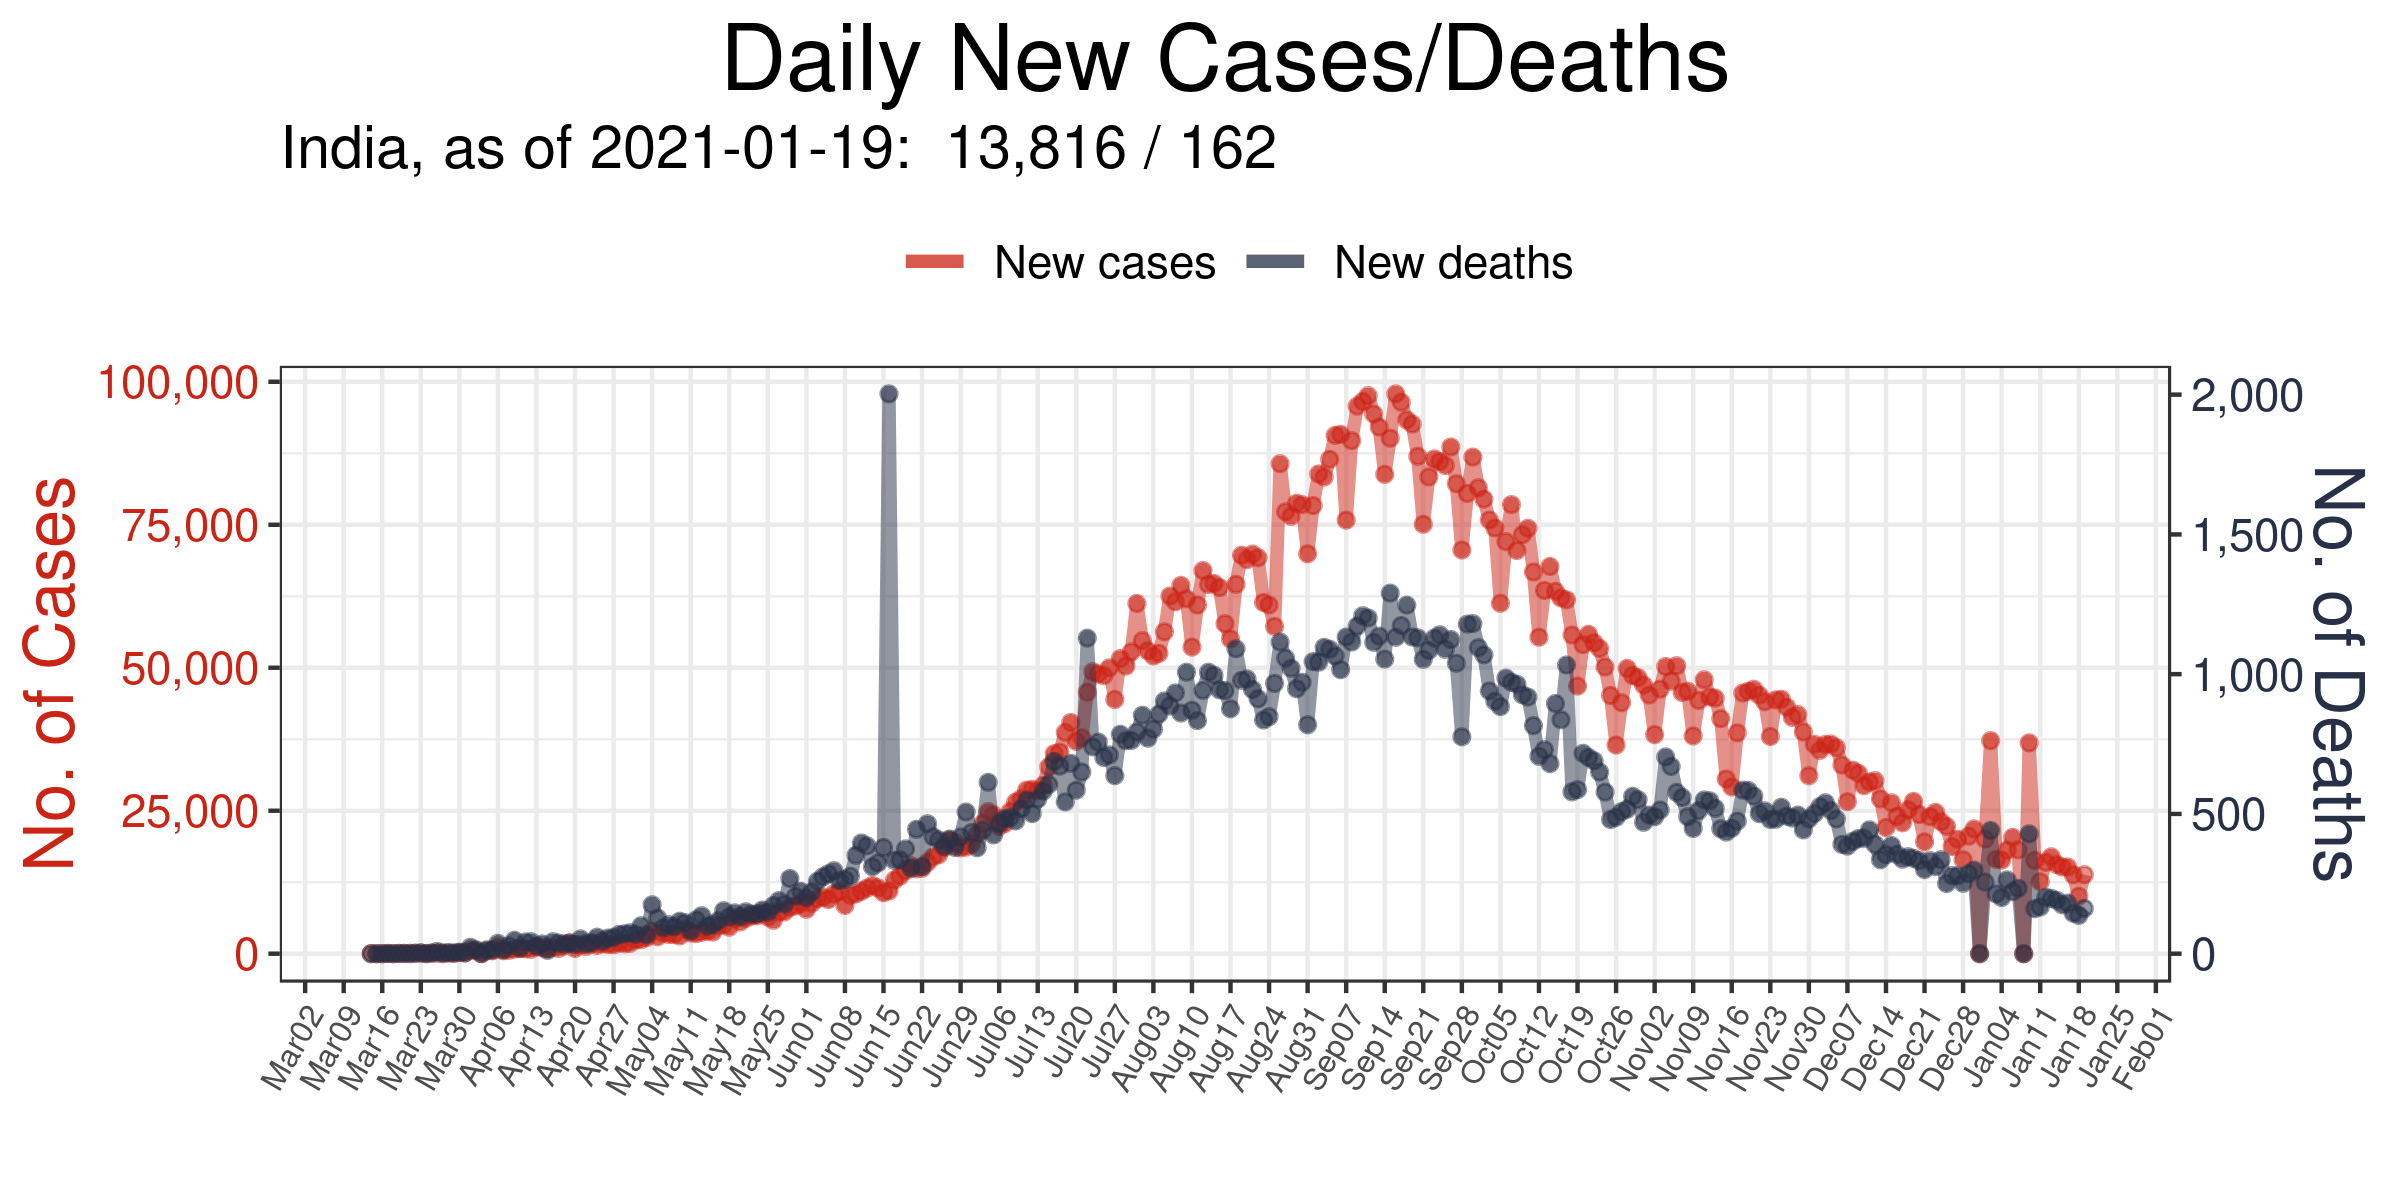 Daily New Cases/Deaths
India, as of 2021-01-19:  13,816 / 162
New cases
New deaths
No. of Cases
100,000
75,000
50,000
25,000
0
2,000
1,500
1,000
500
0
No. of Deaths
Mar02
Mar09
Mar16
Mar23
Mar30
Apr06
Apr13
Apr20
Apr27
May04
May11
May18
May25
Jun01
Jun08
Jun15
Jun22
Jun29
Jul06
Jul13
Jul20
Jul27
Aug03
Aug10
Aug17
Aug24
Aug31
Sep07
Sep14
Sep21
Sep28
Oct05
Oct12
Oct19
Oct26
Nov02
Nov09
Nov16
Nov23
Nov30
Dec07
Dec14
Dec21
Dec28
Jan04
Jan11
Jan18
Jan25
Feb01